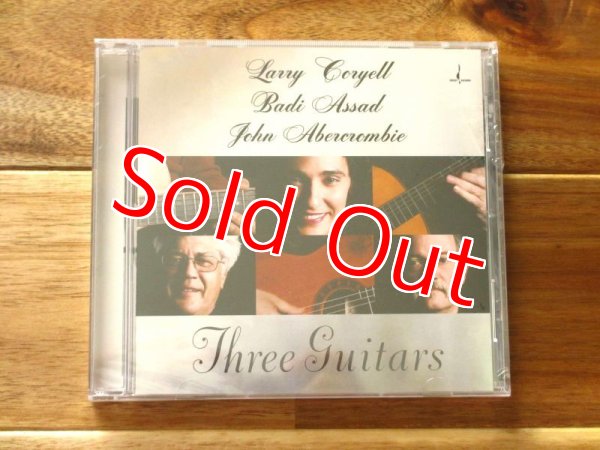 Larry Coryell
Badi Assad
John Abercrombie
Sold Out
Three Guitars